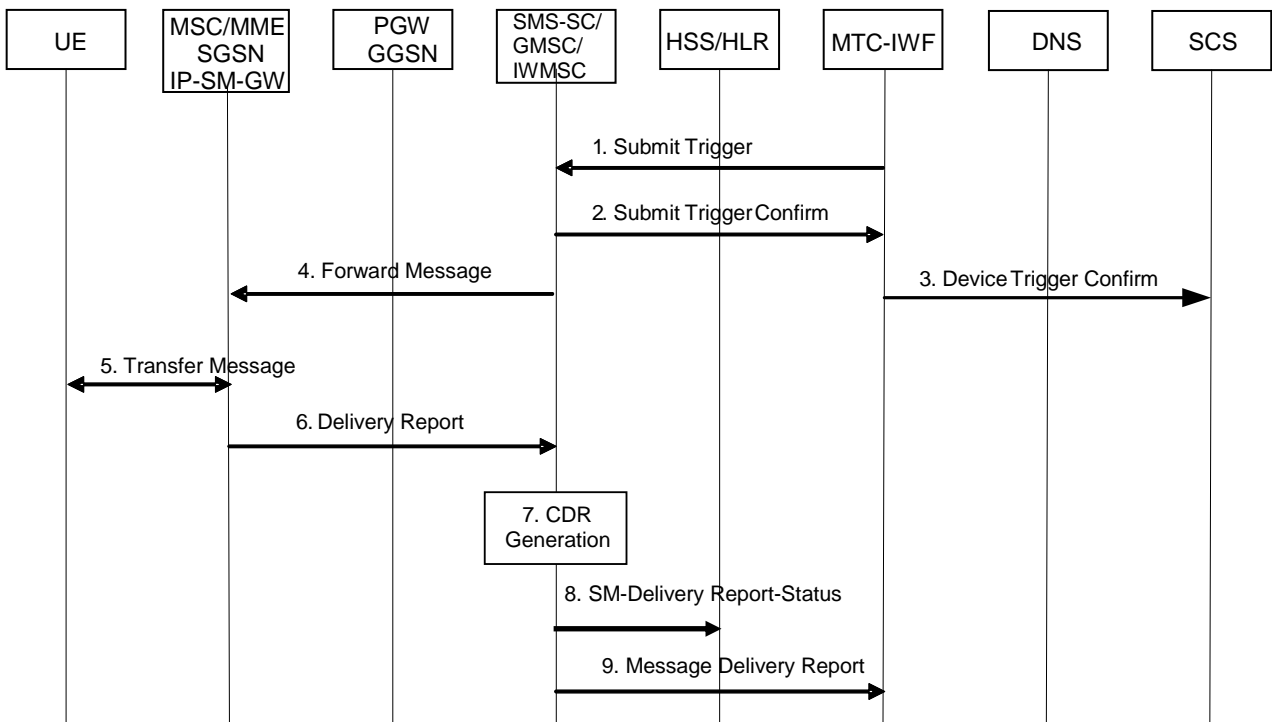 UE
MSC/MME
SGSN
IP-SM-GW
PGW
GGSN
SMS-SC/
GMSC/
IWMSC
HSS/HLR
MTC-IWF
DNS
SCS
1. Submit Trigger
2. Submit Trigger Confirm
4. Forward Message
3. Device Trigger Confirm
5. Transfer Message
6. Delivery Report
7. CDR
Generation
8. SM-Delivery Report-Status
9. Message Delivery Report